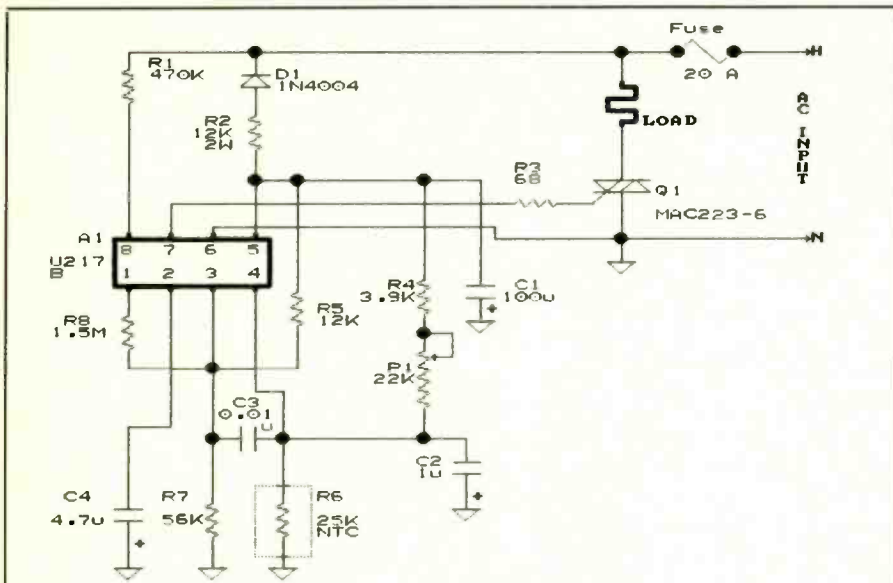 Fuse
20 A
H
AC INPUT
R1
470K
D1
1N4004
R2
12K
2W
LOAD
R3
68
Q1
MAC223-6
N
A1
U217
B
8 7 6 5
1 2 3 4
R8
1.5M
R5
12K
R4
3.9K
C1
100u
+
P1
22K
+
C3
0.01
u
C2
1u
+
C4
4.7u
+
R7
56K
R6
25K
NTC